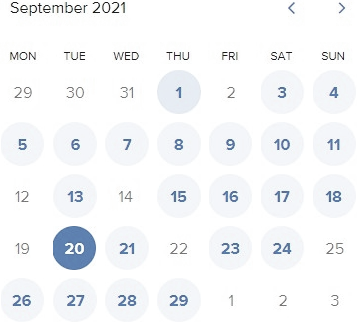 September 2021
MON TUE WED THU FRI SAT SUN
29 30 31 1 2 3 4
5 6 7 8 9 10 11
12 13 14 15 16 17 18
19 20 21 22 23 24 25
26 27 28 29 1 2 3